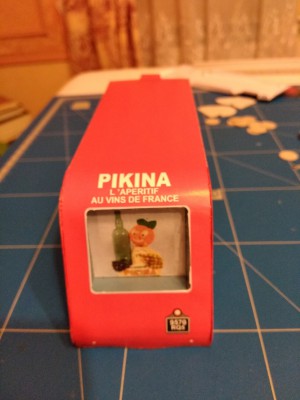 PIKINA
L 'APERITIF
AU VINS DE FRANCE